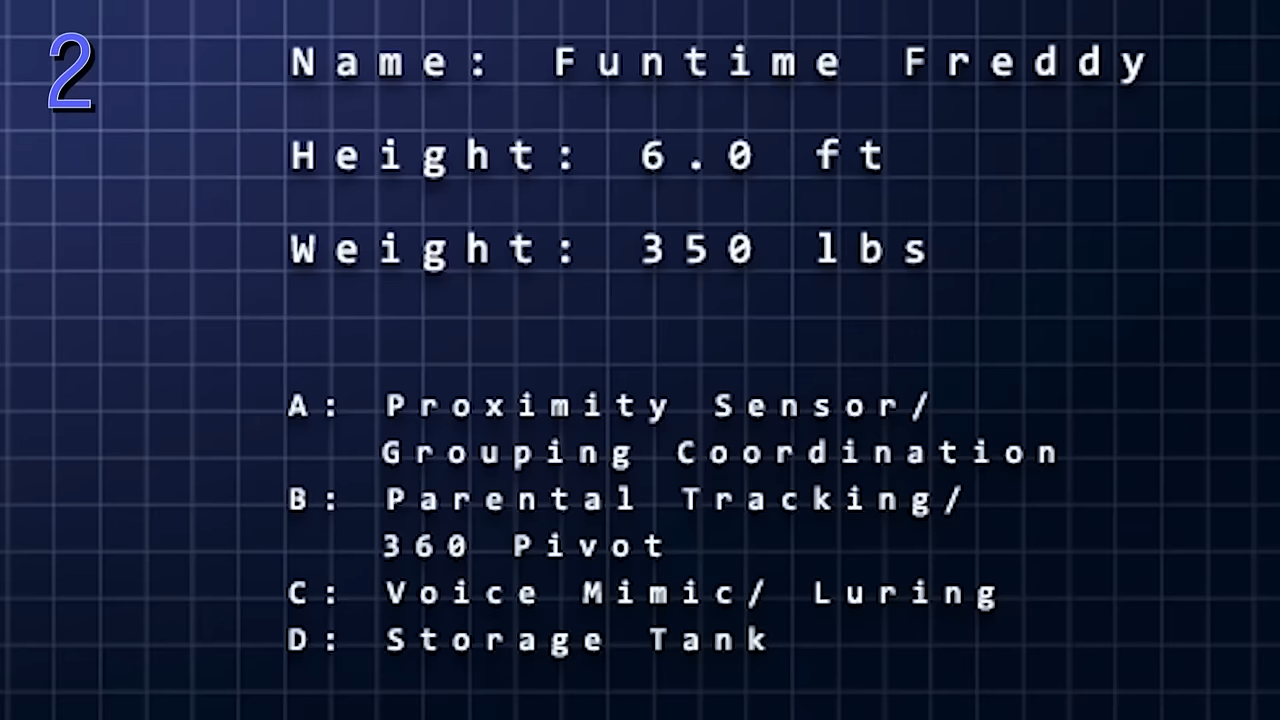 2
Name: Funtime Freddy
Height: 6.0 ft
Weight: 350 lbs
A: Proximity Sensor/
Grouping Coordination
B: Parental Tracking/
360 Pivot
C: Voice Mimic/ Luring
D: Storage Tank